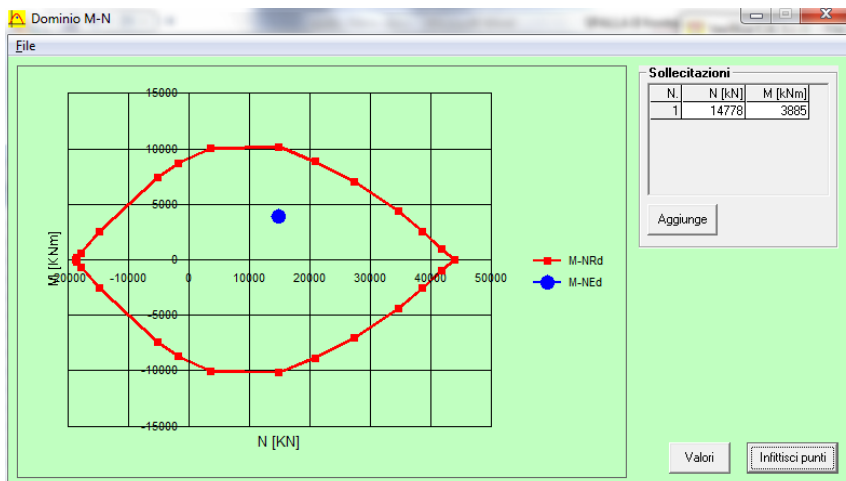 Dominio M-N
File
15000
10000
5000
0
-5000
-10000
-15000
M [KNm]
-20000 -10000 0 10000 20000 30000 40000 50000
N [KN]
M-NRd
M-NEd
Sollecitazioni
N. N [kN] M [kNm]
1 14778 3885
Aggiunge
Valori
Infittisci punti